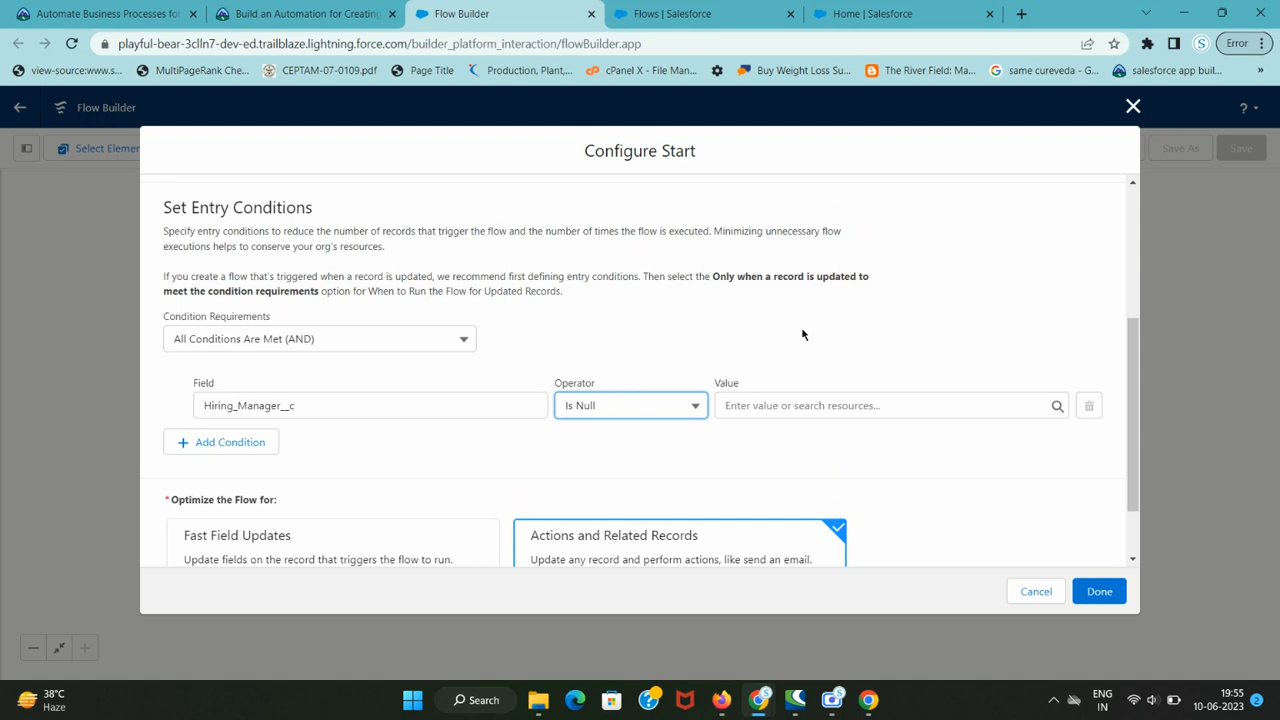 Automate Business Processes for
Build an Automation for Creating
Flow Builder
Flows | Salesforce
Home | Salesforce
playful-bear-3clln7-dev-ed.trailblaze.lightning.force.com/builder_platform_interaction/flowBuilder.app
Error
view-source:www.s...
MultiPageRank Che...
CEPTAM-07-0109.pdf
Page Title
Production, Plant,...
cPanel X - File Man...
Buy Weight Loss Su...
The River Field: Ma...
same cureveda - G...
salesforce app buil...
»
Flow Builder
?
Select Elemen
Save As
Save
Configure Start
Set Entry Conditions
Specify entry conditions to reduce the number of records that trigger the flow and the number of times the flow is executed. Minimizing unnecessary flow
executions helps to conserve your org's resources.
If you create a flow that's triggered when a record is updated, we recommend first defining entry conditions. Then select the Only when a record is updated to
meet the condition requirements option for When to Run the Flow for Updated Records.
Condition Requirements
All Conditions Are Met (AND)
Field
Operator
Value
Hiring_Manager__c
Is Null
Enter value or search resources...
+ Add Condition
*Optimize the Flow for:
Fast Field Updates
Actions and Related Records
Update fields on the record that triggers the flow to run.
Update any record and perform actions, like send an email.
Cancel
Done
38°C
Haze
Search
ENG
IN
19:55
10-06-2023
2